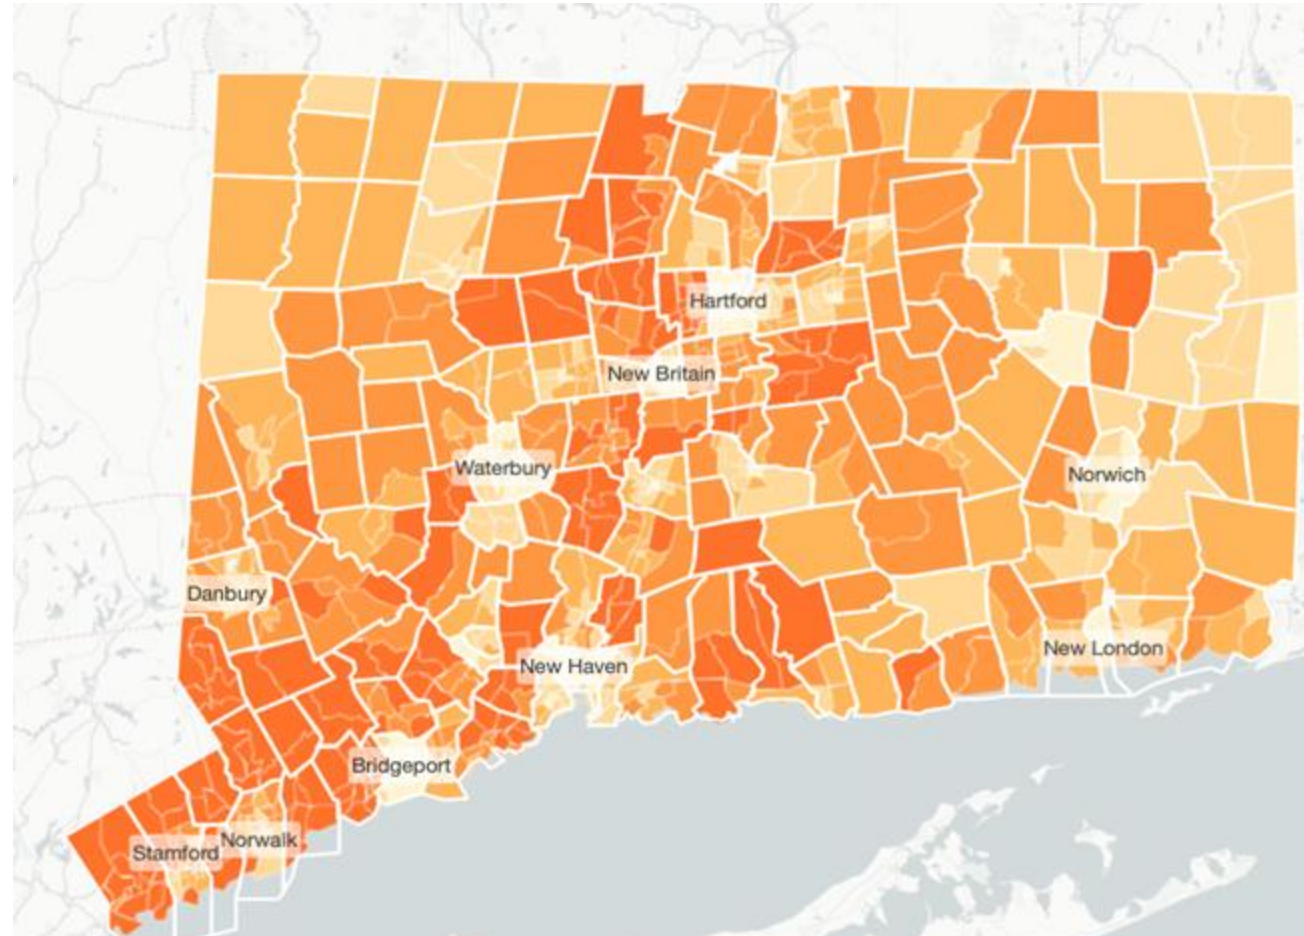 Hartford
New Britain
Waterbury
Norwich
Danbury
New London
New Haven
Bridgeport
Norwalk
Stamford